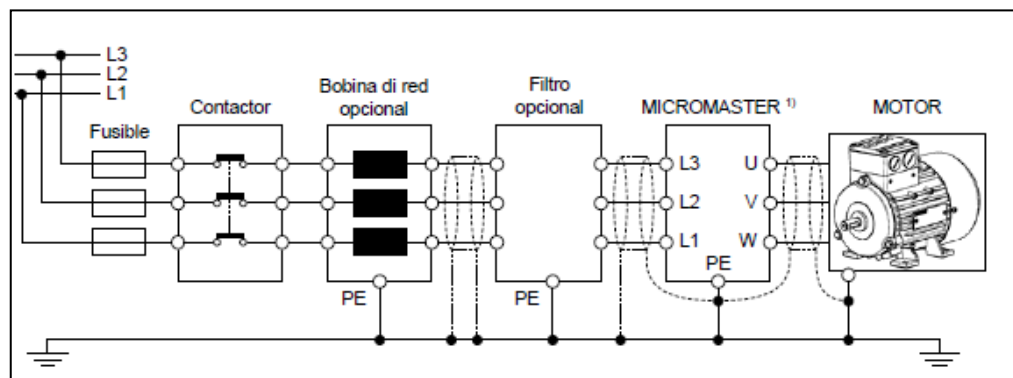 L3
L2
L1
Fusible
Contactor
Bobina di red
opcional
Filtro
opcional
MICROMASTER ¹⁾
MOTOR
L3
L2
L1
U
V
W
PE
PE
PE